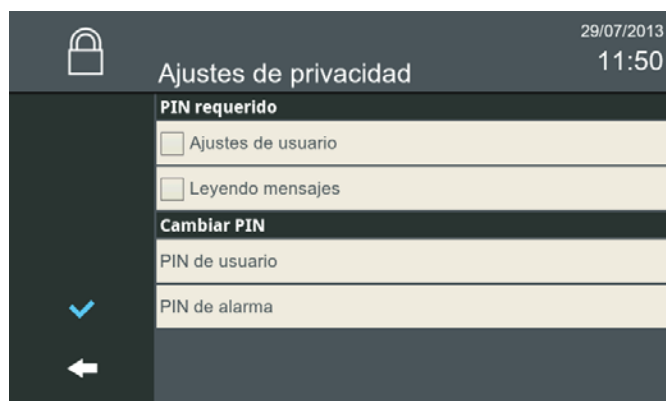 29/07/2013
11:50
Ajustes de privacidad
PIN requerido
Ajustes de usuario
Leyendo mensajes
Cambiar PIN
PIN de usuario
PIN de alarma